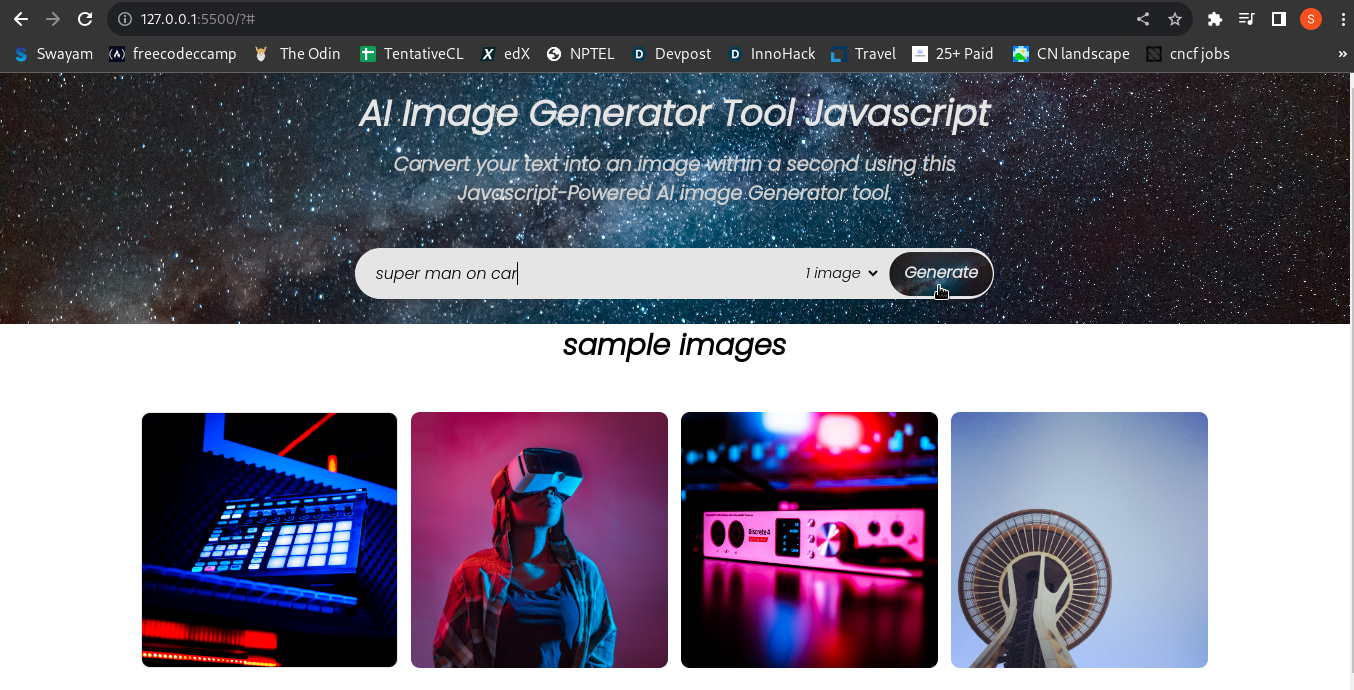 127.0.0.1:5500/?#
S
Swayam freecodeccamp The Odin TentativeCL edX NPTEL D Devpost D InnoHack Travel 25+ Paid CN landscape cncf jobs »
AI Image Generator Tool Javascript
Convert your text into an image within a second using this
Javascript-Powered AI image Generator tool.
super man on car 1 image Generate
sample images
Discrete 4